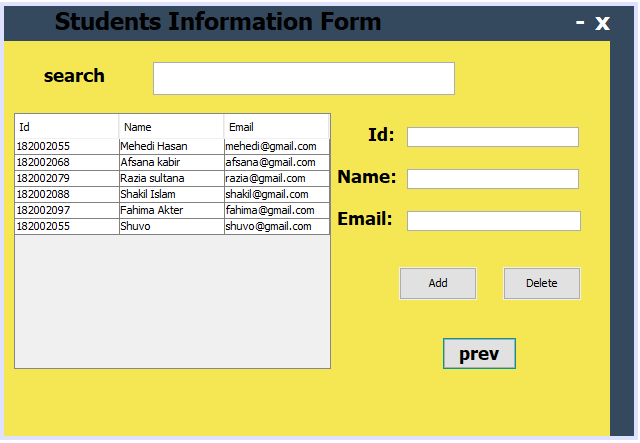 Students Information Form - x
search
Id Name Email
182002055 Mehedi Hasan mehedi@gmail.com
182002068 Afsana kabir afsana@gmail.com
182002079 Razia sultana razia@gmail.com
182002088 Shakil Islam shakil@gmail.com
182002097 Fahima Akter fahima@gmail.com
182002055 Shuvo shuvo@gmail.com
Id:
Name:
Email:
Add Delete
prev